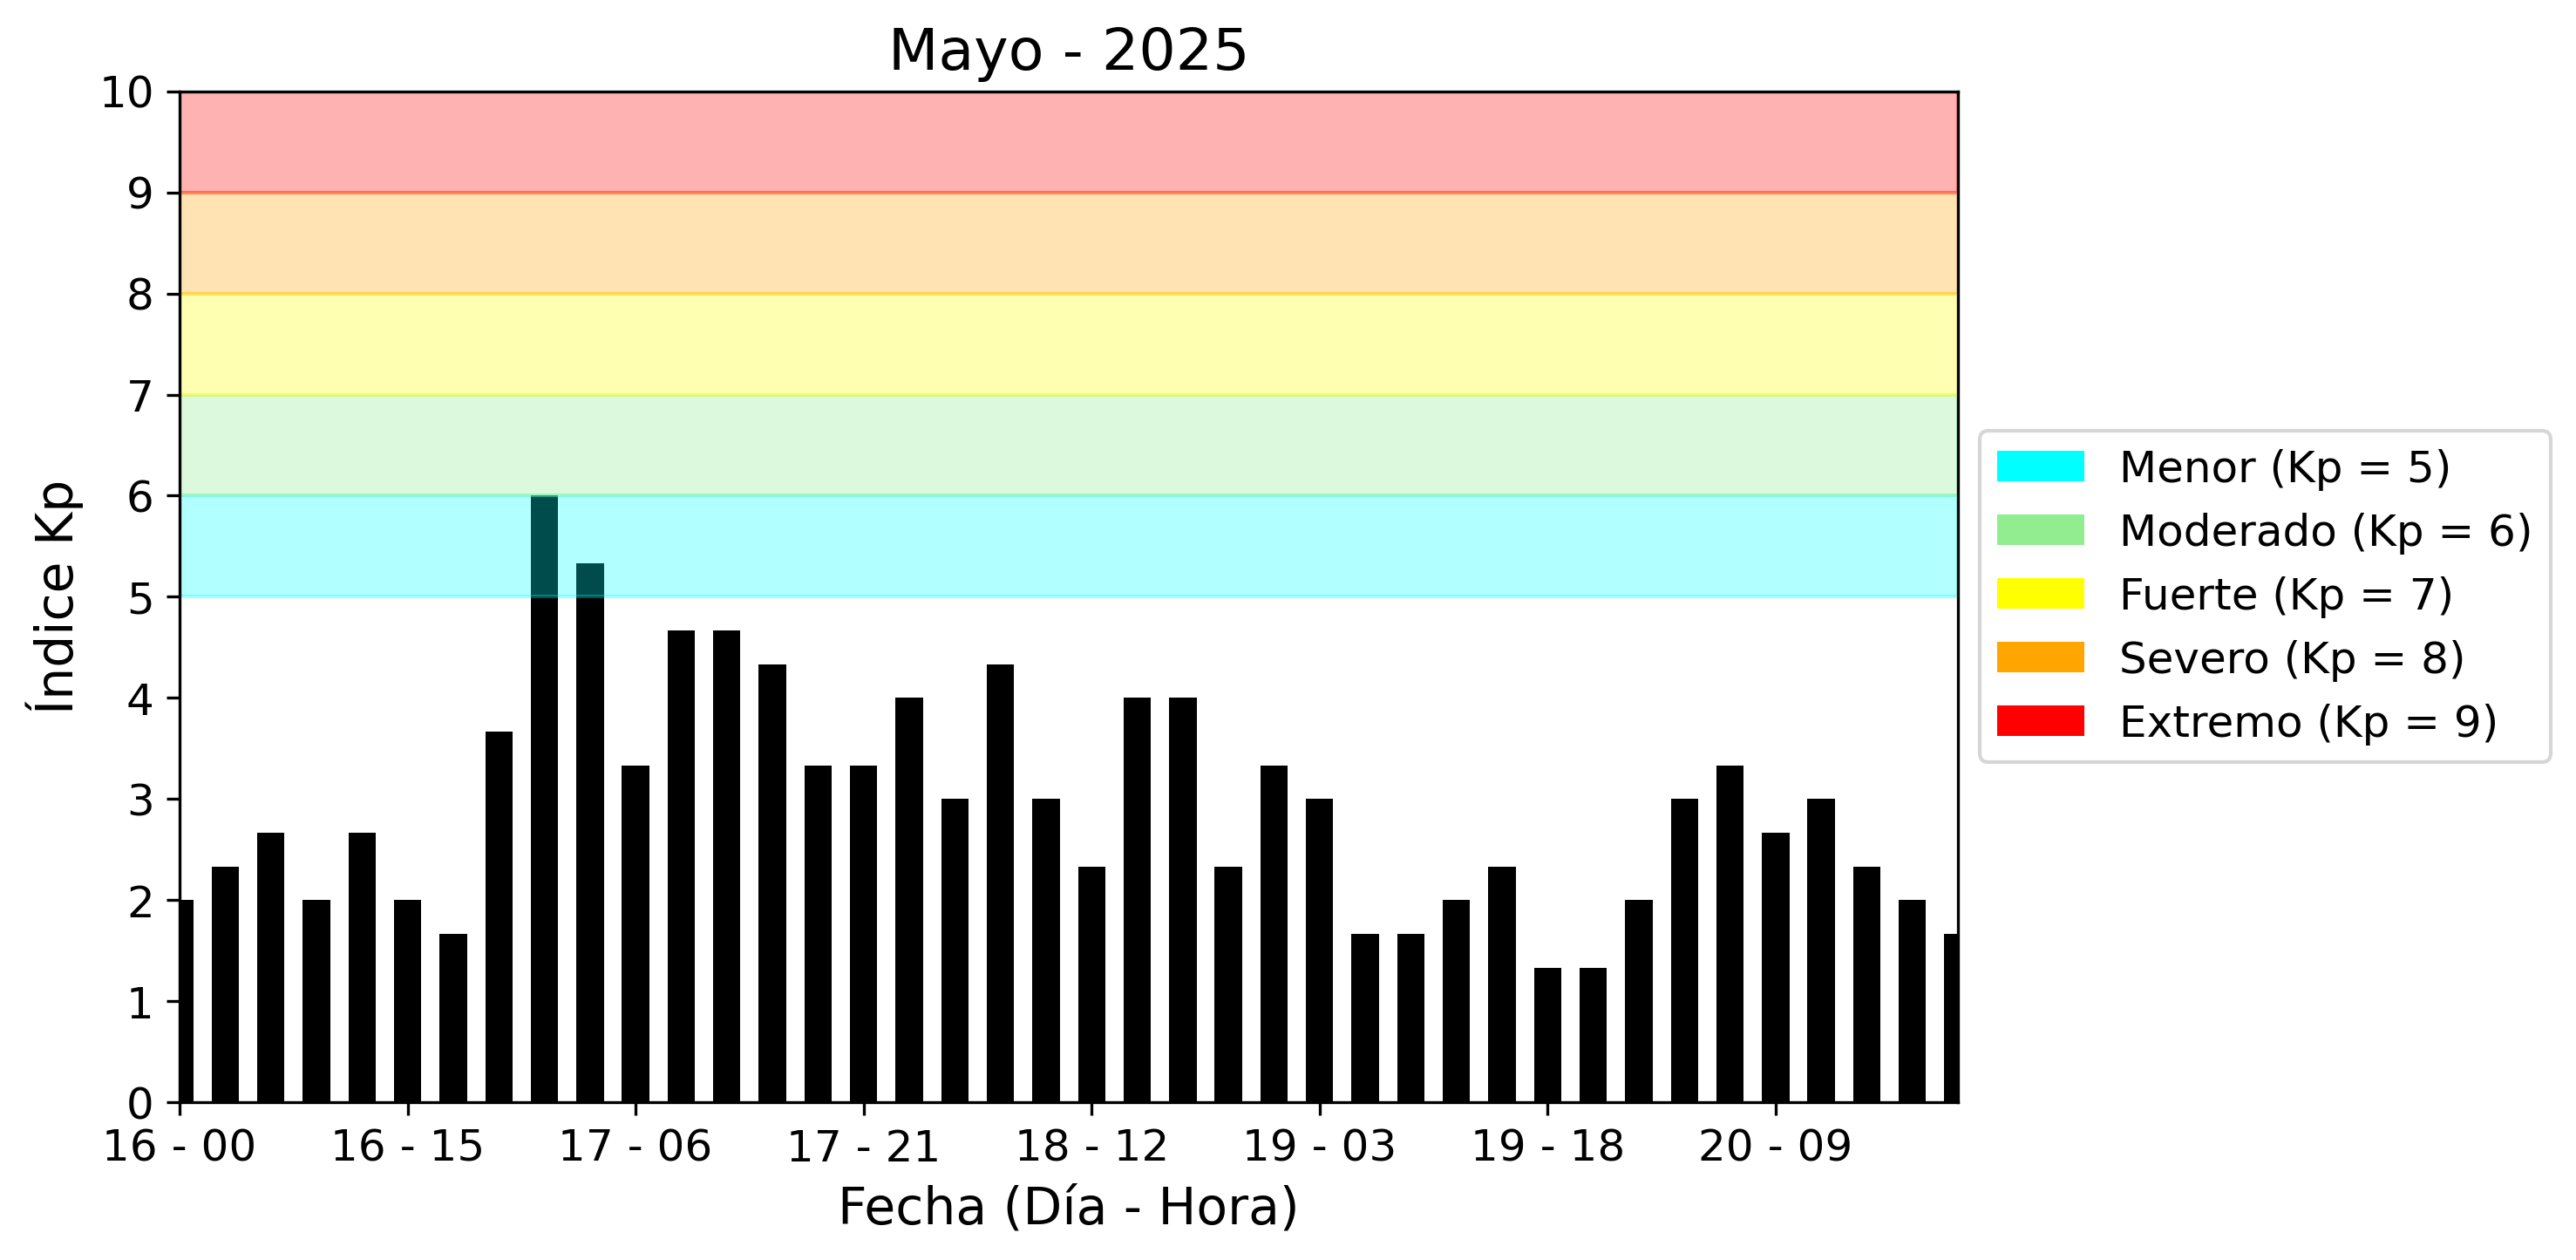 Mayo - 2025
10
9
8
7
6
5
4
3
2
1
0
Índice Kp
16 - 00
16 - 15
17 - 06
17 - 21
18 - 12
19 - 03
19 - 18
20 - 09
Fecha (Día - Hora)
Menor (Kp = 5)
Moderado (Kp = 6)
Fuerte (Kp = 7)
Severo (Kp = 8)
Extremo (Kp = 9)